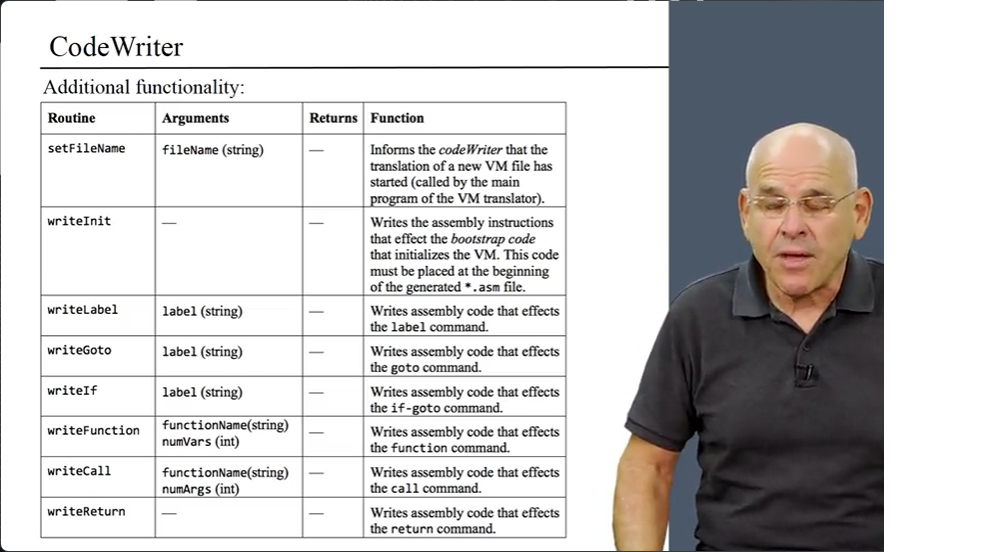 CodeWriter
Additional functionality:
Routine Arguments Returns Function
setFileName fileName (string) — Informs the codeWriter that the
translation of a new VM file has
started (called by the main
program of the VM translator).
writeInit — — Writes the assembly instructions
that effect the bootstrap code
that initializes the VM. This code
must be placed at the beginning
of the generated *.asm file.
writeLabel label (string) — Writes assembly code that effects
the label command.
writeGoto label (string) — Writes assembly code that effects
the goto command.
writeIf label (string) — Writes assembly code that effects
the if-goto command.
writeFunction functionName(string) — Writes assembly code that effects
numVars (int) the function command.
writeCall functionName(string) — Writes assembly code that effects
numArgs (int) the call command.
writeReturn — — Writes assembly code that effects
the return command.